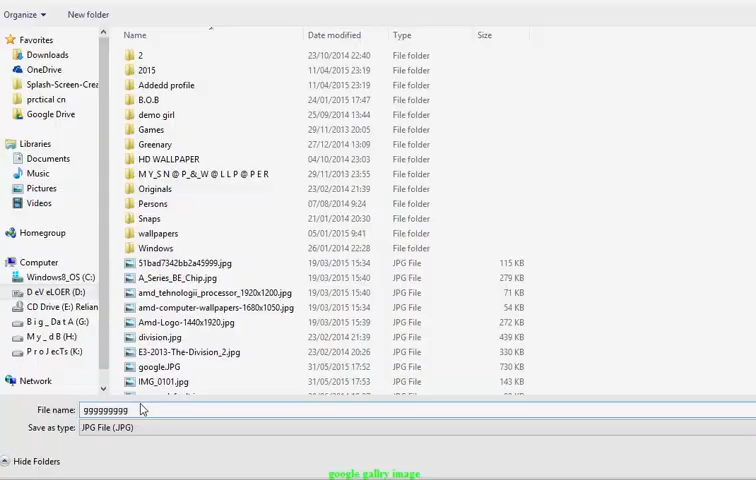 Organize New folder
Name Date modified Type Size
Favorites
Downloads
OneDrive
Splash-Screen-Crea
prctical cn
Google Drive
Libraries
Documents
Music
Pictures
Videos
Homegroup
Computer
Windows8_OS (C:)
D eV eLOER (D:)
CD Drive (E:) Relian
B i g _ Dat A (G:)
M y _ d B (H:)
P r o JecTs (K:)
Network
2 23/10/2014 22:40 File folder
2015 11/04/2015 23:19 File folder
Addedd profile 11/04/2015 23:19 File folder
B.O.B 24/01/2015 17:47 File folder
demo girl 25/09/2014 13:44 File folder
Games 29/11/2013 20:05 File folder
Greenary 27/12/2014 13:09 File folder
HD WALLPAPER 04/10/2014 23:03 File folder
M Y_S N @ P_&_W @ L L P @ P E R 29/11/2013 23:55 File folder
Originals 23/02/2014 21:39 File folder
Persons 07/08/2014 9:24 File folder
Snaps 21/01/2014 20:30 File folder
wallpapers 05/01/2015 9:41 File folder
Windows 26/01/2014 22:28 File folder
51bad7342bb2a45999.jpg 19/03/2015 15:34 JPG File 115 KB
A_Series_BE_Chip.jpg 19/03/2015 15:40 JPG File 279 KB
amd_tehnologii_processor_1920x1200.jpg 19/03/2015 15:40 JPG File 71 KB
amd-computer-wallpapers-1680x1050.jpg 19/03/2015 15:34 JPG File 54 KB
Amd-Logo-1440x1920.jpg 19/03/2015 15:39 JPG File 272 KB
division.jpg 23/02/2014 21:39 JPG File 439 KB
E3-2013-The-Division_2.jpg 23/02/2014 20:26 JPG File 330 KB
google.JPG 31/05/2015 17:52 JPG File 730 KB
IMG_0101.jpg 31/05/2015 17:53 JPG File 143 KB
File name: ggggggggg
Save as type: JPG File (JPG)
Hide Folders
google gallry image